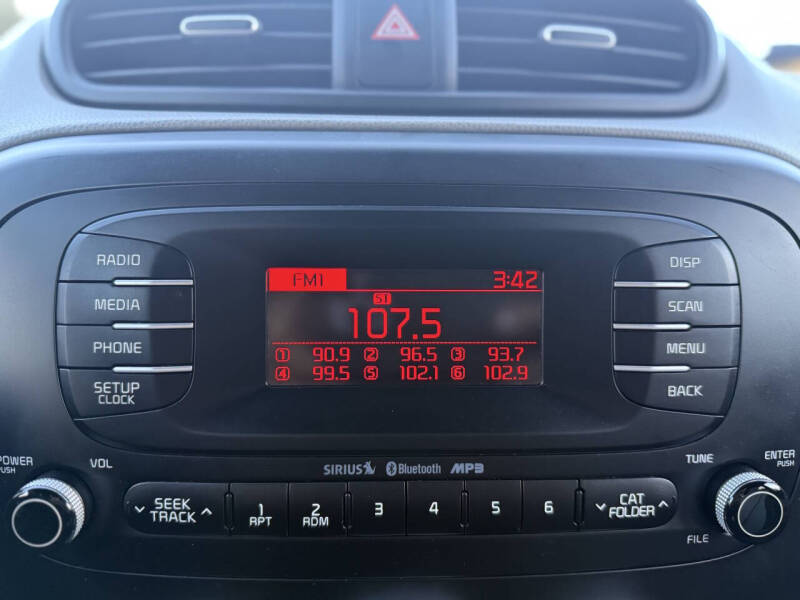 RADIO
MEDIA
PHONE
SETUP
CLOCK
FM1 3:42
ST
107.5
1 90.9 2 96.5 3 93.7
4 99.5 5 102.1 6 102.9
DISP
SCAN
MENU
BACK
SIRIUS Bluetooth MP3
POWER
PUSH
VOL
SEEK
TRACK
1
RPT
2
RDM
3
4
5
6
CAT
FOLDER
TUNE
FILE
ENTER
PUSH